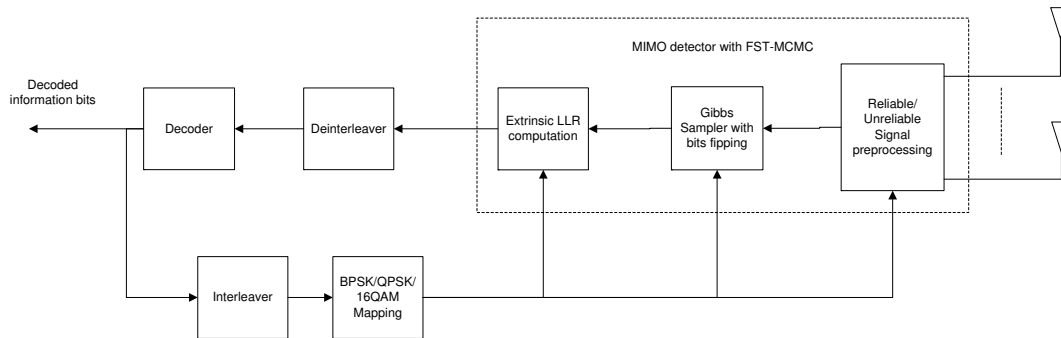 MIMO detector with FST-MCMC
Decoded
information bits
Decoder
Deinterleaver
Extrinsic LLR
computation
Gibbs
Sampler with
bits fipping
Reliable/
Unreliable
Signal
preprocessing
Interleaver
BPSK/QPSK/
16QAM
Mapping